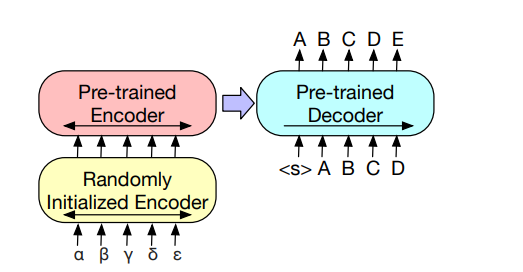 A B C D E
Pre-trained
Encoder
Pre-trained
Decoder
<s> A B C D
Randomly
Initialized Encoder
α β γ δ ε